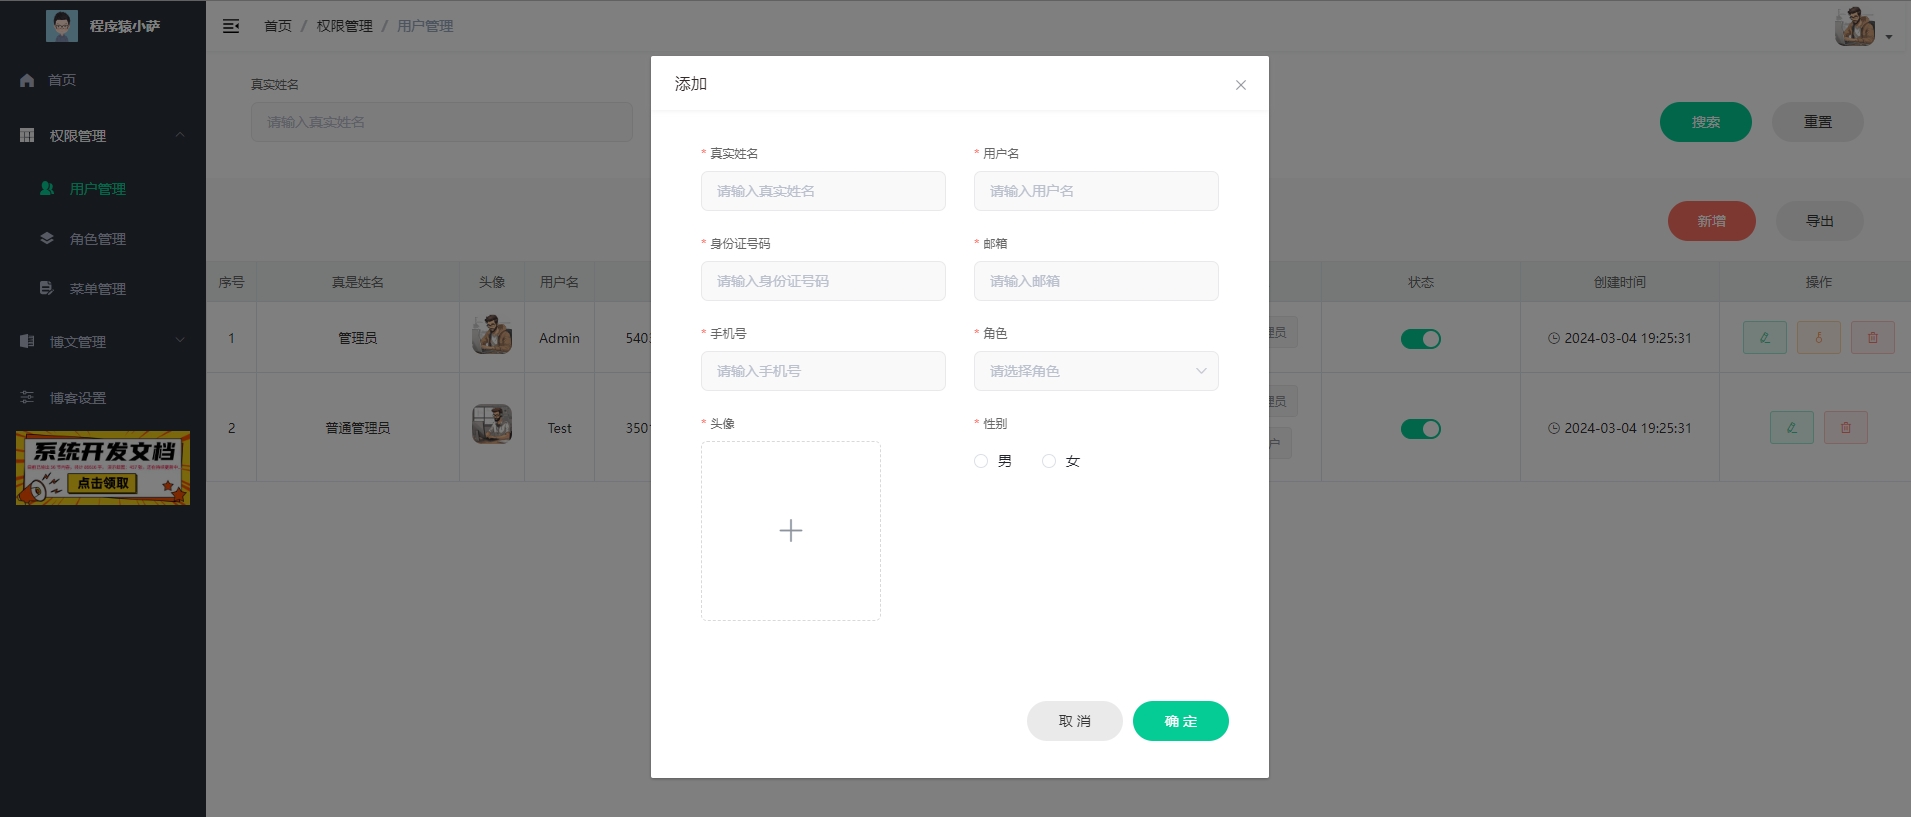 程序猿小萨
首页
权限管理
用户管理
角色管理
菜单管理
博文管理
博客设置
系统开发文档
点击领取
首页 / 权限管理 / 用户管理
真实姓名
请输入真实姓名
搜索
重置
新增
导出
序号 真是姓名 头像 用户名 状态 创建时间 操作
1 管理员 Admin 540 2024-03-04 19:25:31
2 普通管理员 Test 350 2024-03-04 19:25:31
添加
* 真实姓名
请输入真实姓名
* 用户名
请输入用户名
* 身份证号码
请输入身份证号码
* 邮箱
请输入邮箱
* 手机号
请输入手机号
* 角色
请选择角色
* 头像
* 性别
男 女
取 消
确 定